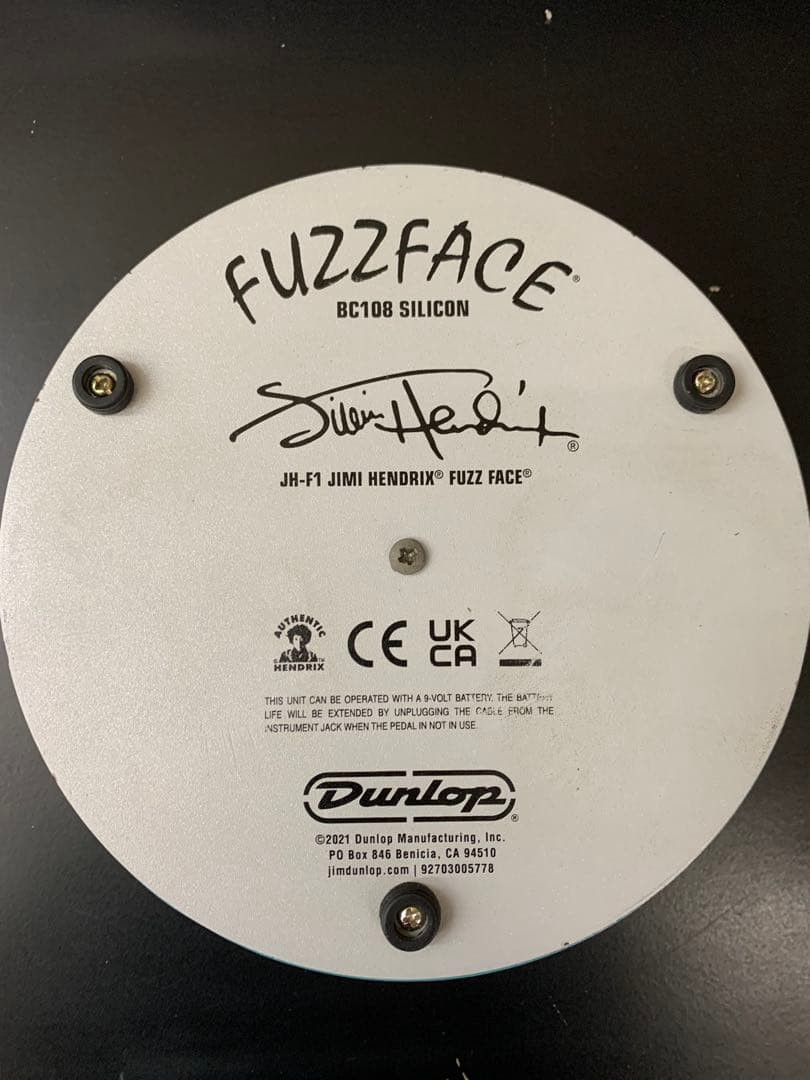 FUZZFACE®
BC108 SILICON
Jimi Hendrix®
JH-F1 JIMI HENDRIX® FUZZ FACE®
AUTHENTIC
HENDRIX™
CE
UK
CA
THIS UNIT CAN BE OPERATED WITH A 9-VOLT BATTERY. THE BATTERY
LIFE WILL BE EXTENDED BY UNPLUGGING THE CABLE FROM THE
INSTRUMENT JACK WHEN THE PEDAL IN NOT IN USE.
Dunlop®
©2021 Dunlop Manufacturing, Inc.
PO Box 846 Benicia, CA 94510
jimdunlop.com | 92703005778